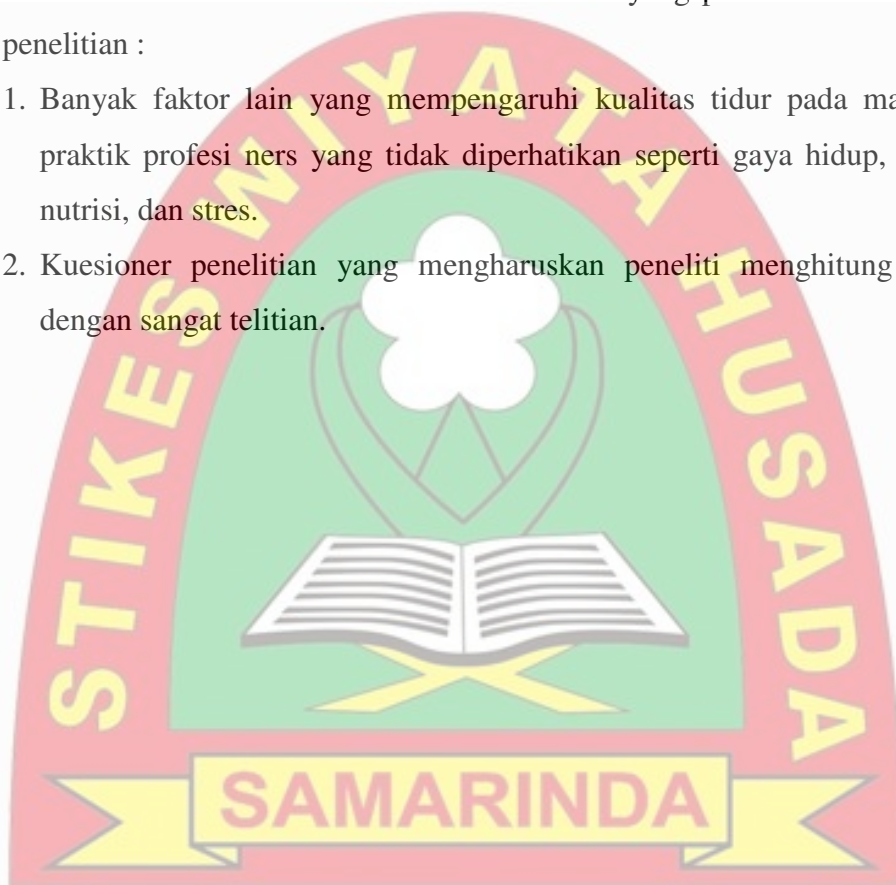 penelitian :
1. Banyak faktor lain yang mempengaruhi kualitas tidur pada
praktik profesi ners yang tidak diperhatikan seperti gaya hidup,
nutrisi, dan stres.
2. Kuesioner penelitian yang mengharuskan peneliti menghitung
dengan sangat telitian.
STIKES WIYATA HUSADA
SAMARINDA